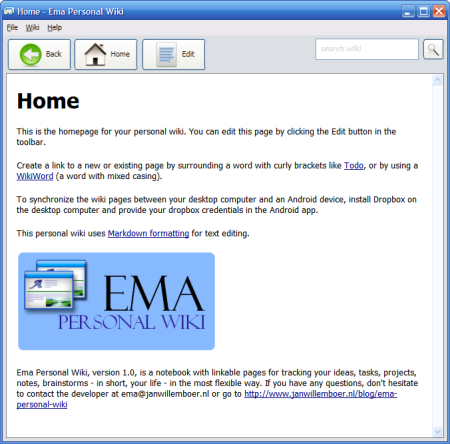 Home - Ema Personal Wiki
File Wiki Help
Back Home Edit search wiki
Home
This is the homepage for your personal wiki. You can edit this page by clicking the Edit button in the
toolbar.
Create a link to a new or existing page by surrounding a word with curly brackets like Todo, or by using a
WikiWord (a word with mixed casing).
To synchronize the wiki pages between your desktop computer and an Android device, install Dropbox on
the desktop computer and provide your dropbox credentials in the Android app.
This personal wiki uses Markdown formatting for text editing.
EMA
PERSONAL WIKI
Ema Personal Wiki, version 1.0, is a notebook with linkable pages for tracking your ideas, tasks, projects,
notes, brainstorms - in short, your life - in the most flexible way. If you have any questions, don't hesitate
to contact the developer at ema@janwillemboer.nl or go to http://www.janwillemboer.nl/blog/ema-
personal-wiki